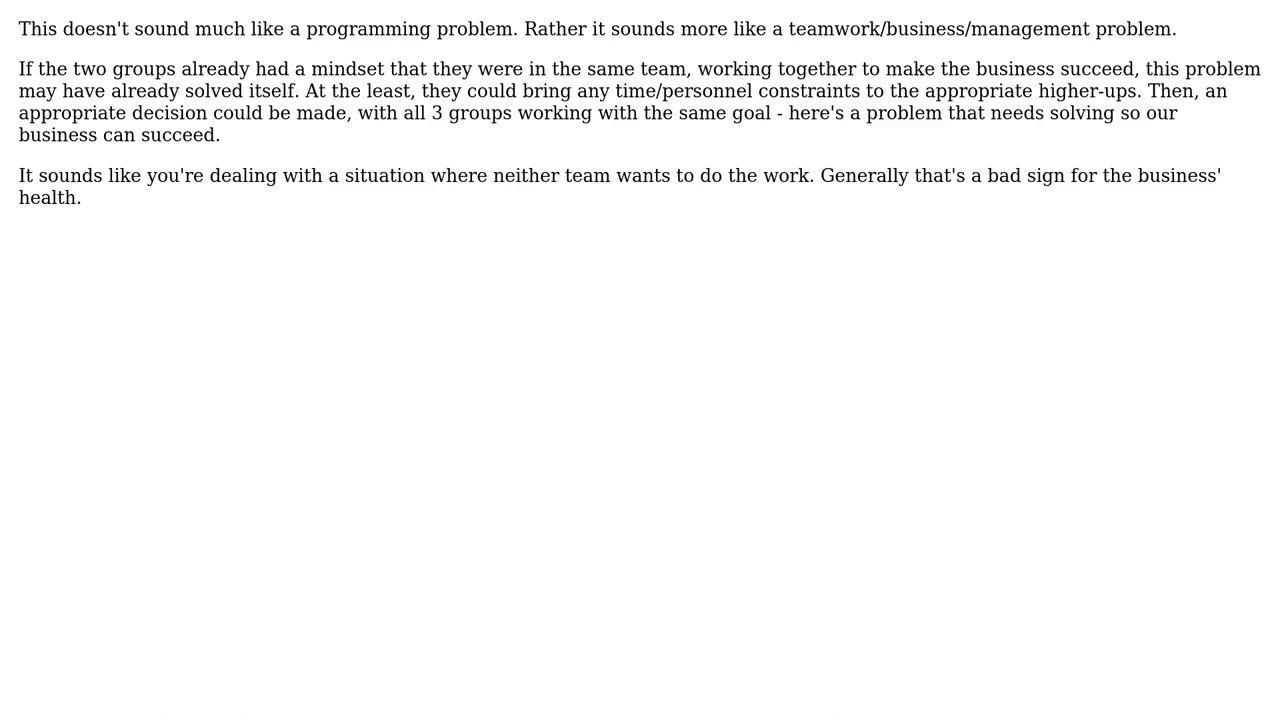 This doesn't sound much like a programming problem. Rather it sounds more like a teamwork/business/management problem.
If the two groups already had a mindset that they were in the same team, working together to make the business succeed, this problem
may have already solved itself. At the least, they could bring any time/personnel constraints to the appropriate higher-ups. Then, an
appropriate decision could be made, with all 3 groups working with the same goal - here's a problem that needs solving so our
business can succeed.
It sounds like you're dealing with a situation where neither team wants to do the work. Generally that's a bad sign for the business'
health.